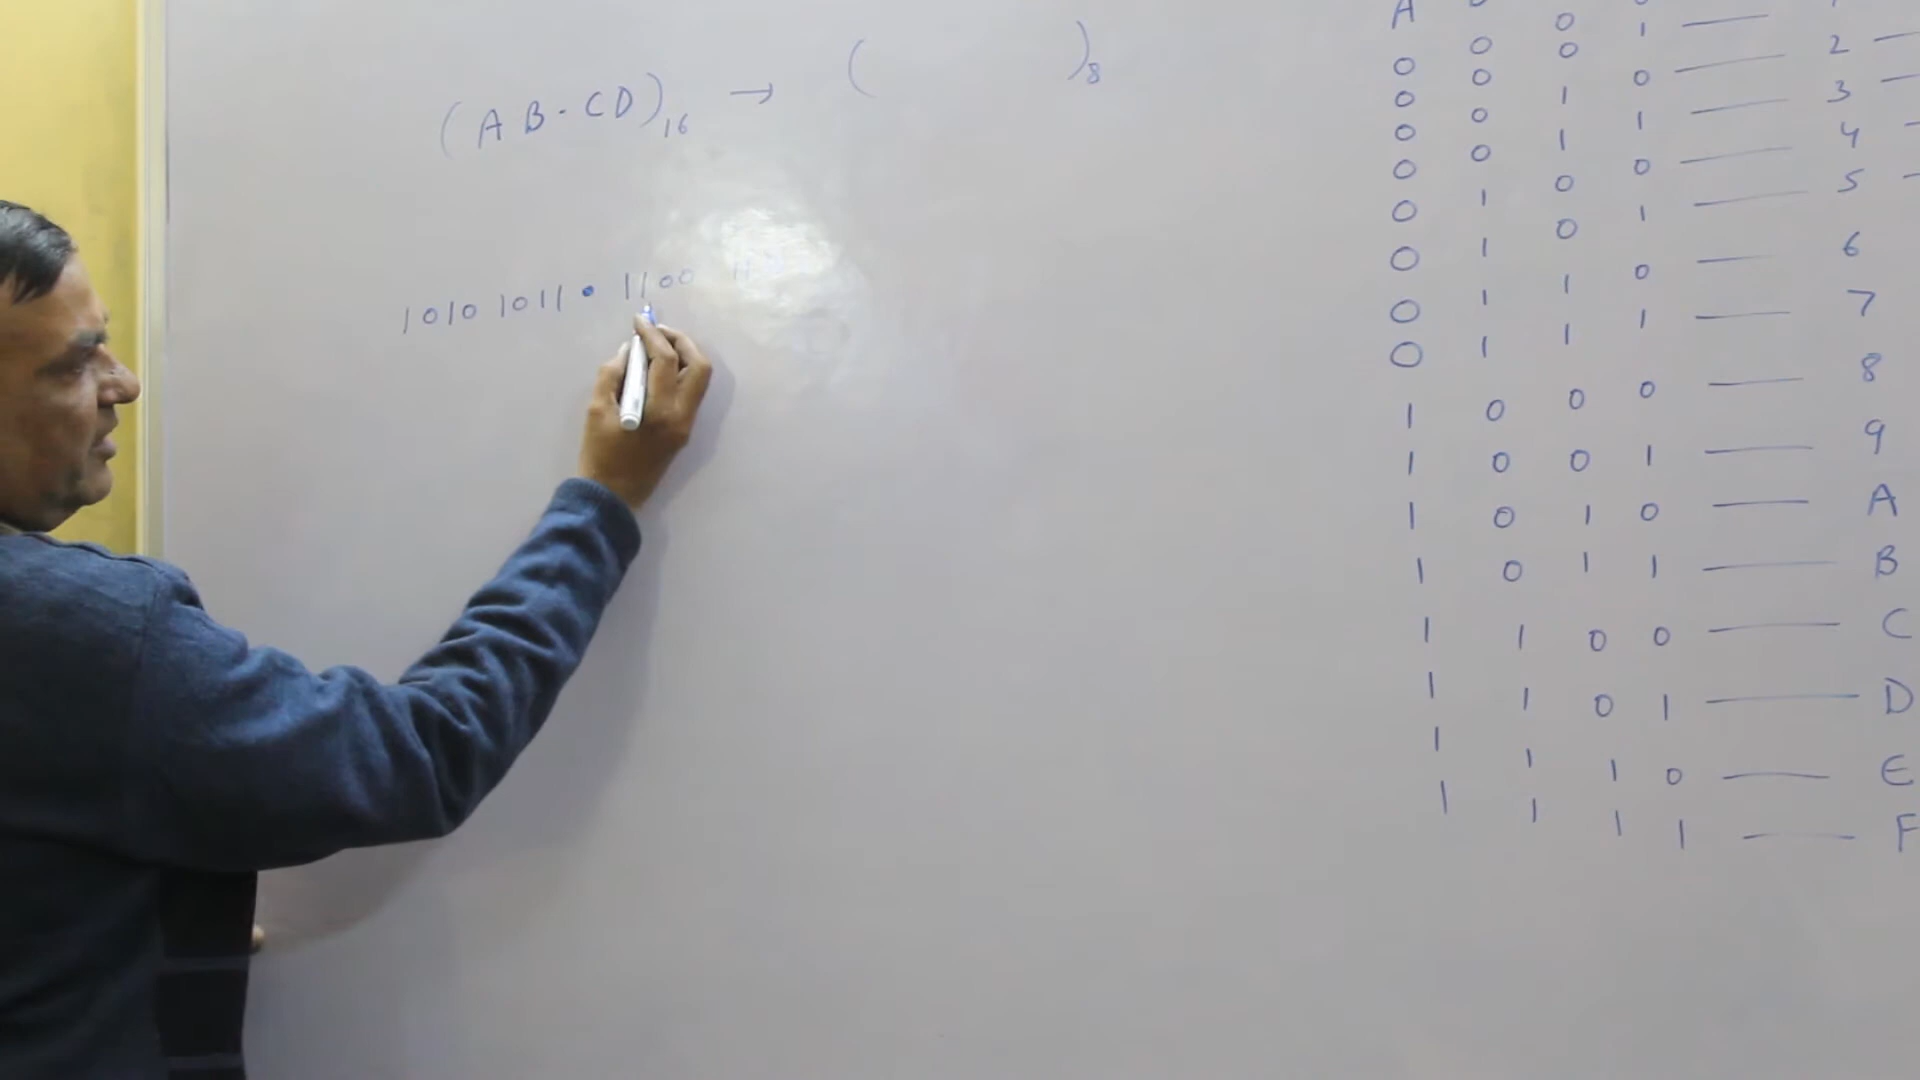 (AB.CD)16 → (        )8
1010 1011 . 1100 11
A
0 0 0 1 —
0 0 1 0 — 2 —
0 0 1 1 — 3 —
0 1 0 0 — 4 —
0 1 0 1 — 5 —
0 1 1 0 — 6
0 1 1 1 — 7
1 0 0 0 — 8
1 0 0 1 — 9
1 0 1 0 — A
1 0 1 1 — B
1 1 0 0 — C
1 1 0 1 — D
1 1 1 0 — E
1 1 1 1 — F